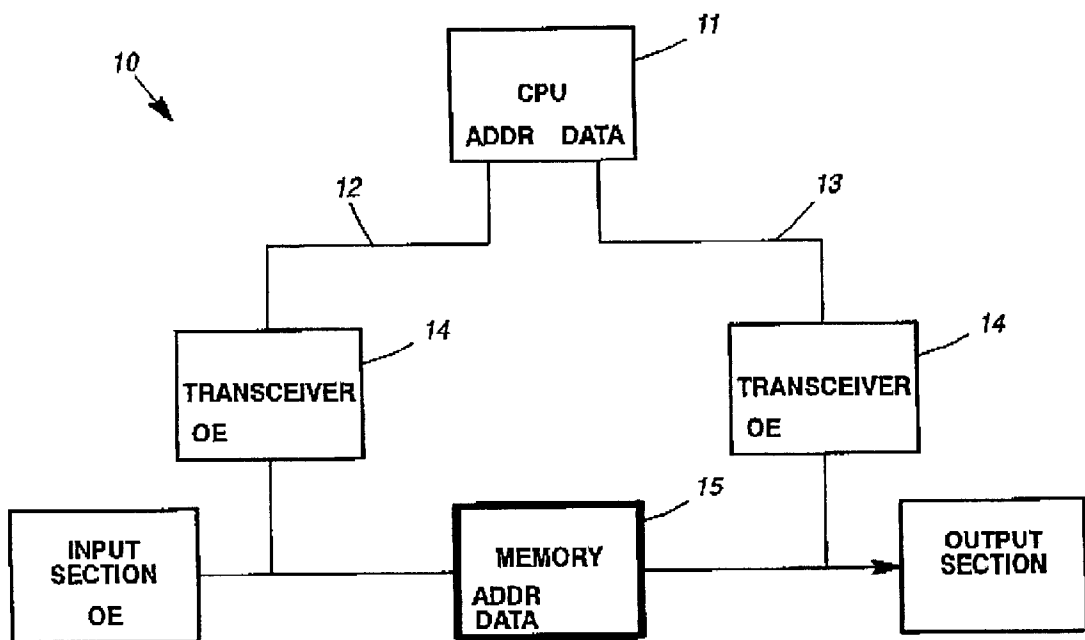 10
11
CPU
ADDR DATA
12
13
14
TRANSCEIVER
OE
14
TRANSCEIVER
OE
INPUT
SECTION
OE
15
MEMORY
ADDR
DATA
OUTPUT
SECTION